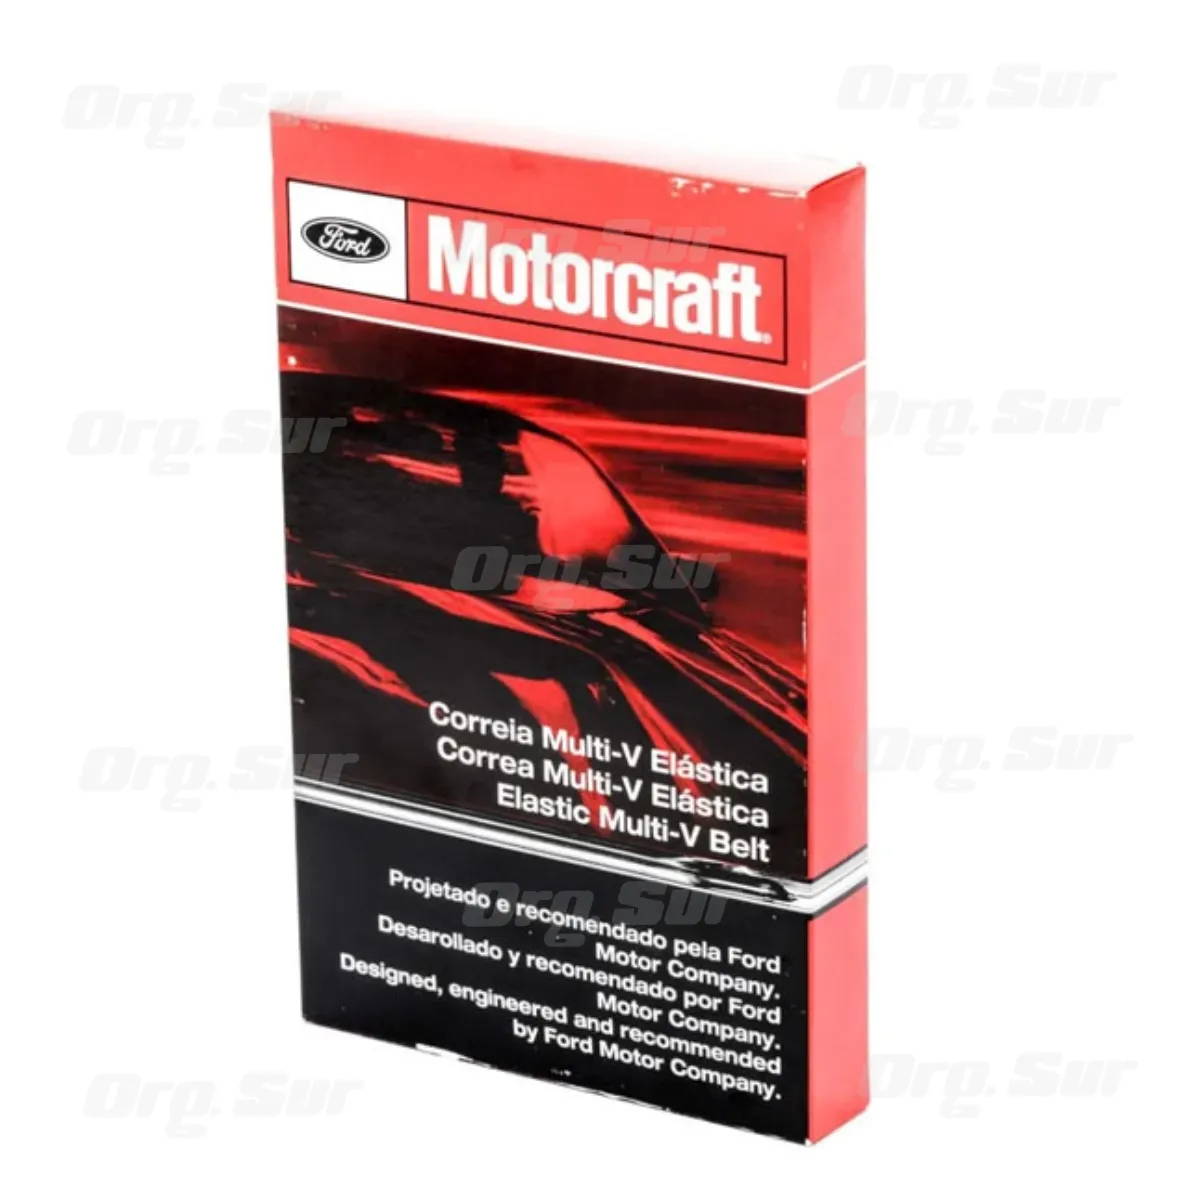 Org. Sur
Org. Sur
Ford
Motorcraft®
Org. Sur
Org. Sur
Org. Sur
Org. Sur
Correia Multi-V Elástica
Correa Multi-V Elástica
Elastic Multi-V Belt
Org. Sur
Org. Sur
Projetado e recomendado pela Ford
Motor Company.
Desarollado y recomendado por Ford
Motor Company.
Designed, engineered and recommended
by Ford Motor Company.
Org. Sur
Org. Sur
Org. Sur